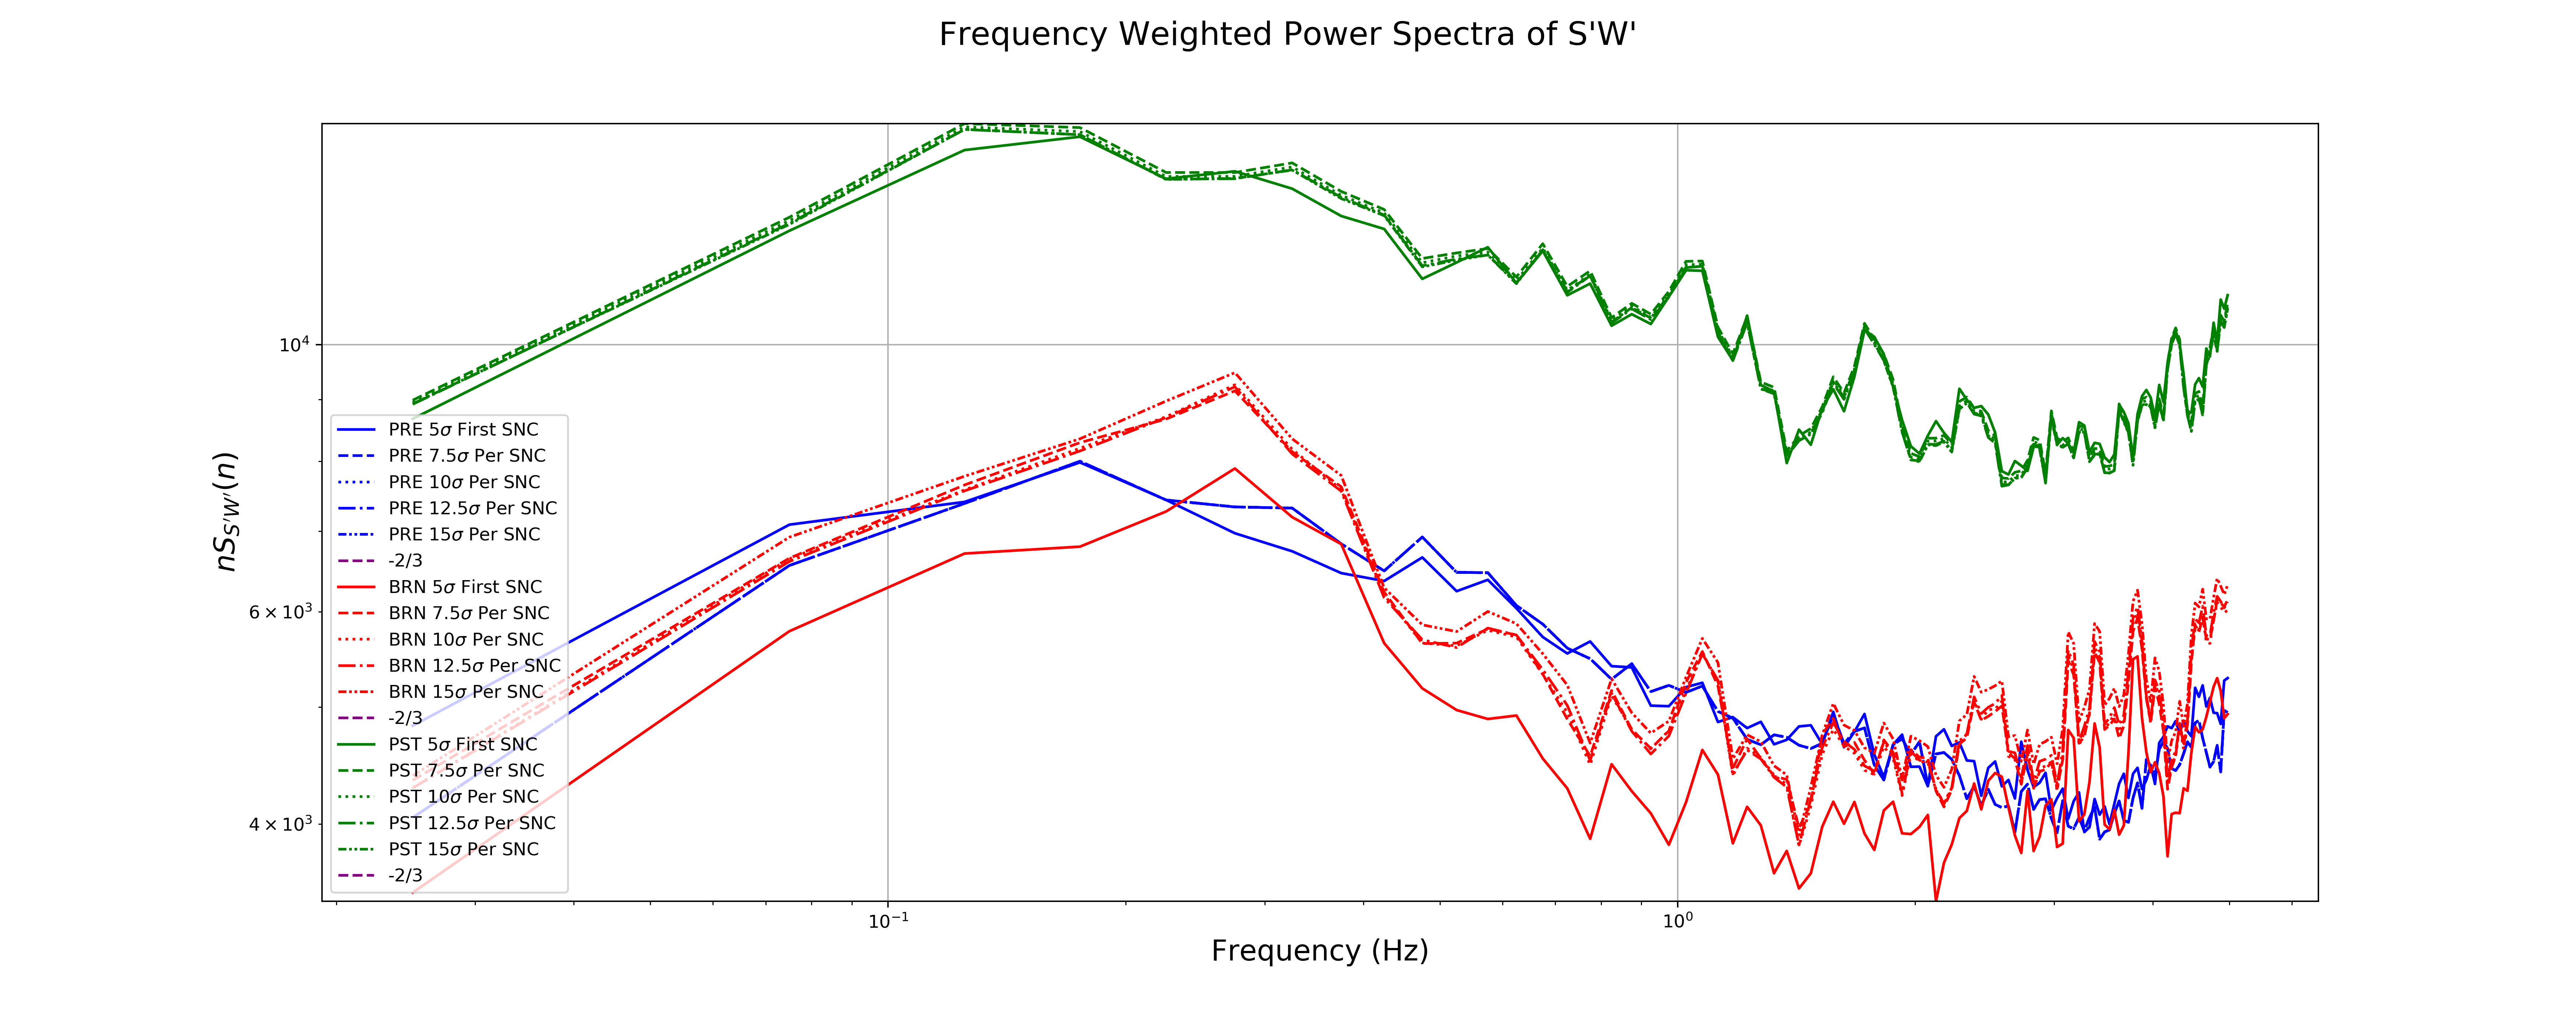 Frequency Weighted Power Spectra of S'W'
nS_{S'W'}(n)
10⁴
6 × 10³
4 × 10³
PRE 5σ First SNC
PRE 7.5σ Per SNC
PRE 10σ Per SNC
PRE 12.5σ Per SNC
PRE 15σ Per SNC
-2/3
BRN 5σ First SNC
BRN 7.5σ Per SNC
BRN 10σ Per SNC
BRN 12.5σ Per SNC
BRN 15σ Per SNC
-2/3
PST 5σ First SNC
PST 7.5σ Per SNC
PST 10σ Per SNC
PST 12.5σ Per SNC
PST 15σ Per SNC
-2/3
10⁻¹
10⁰
Frequency (Hz)